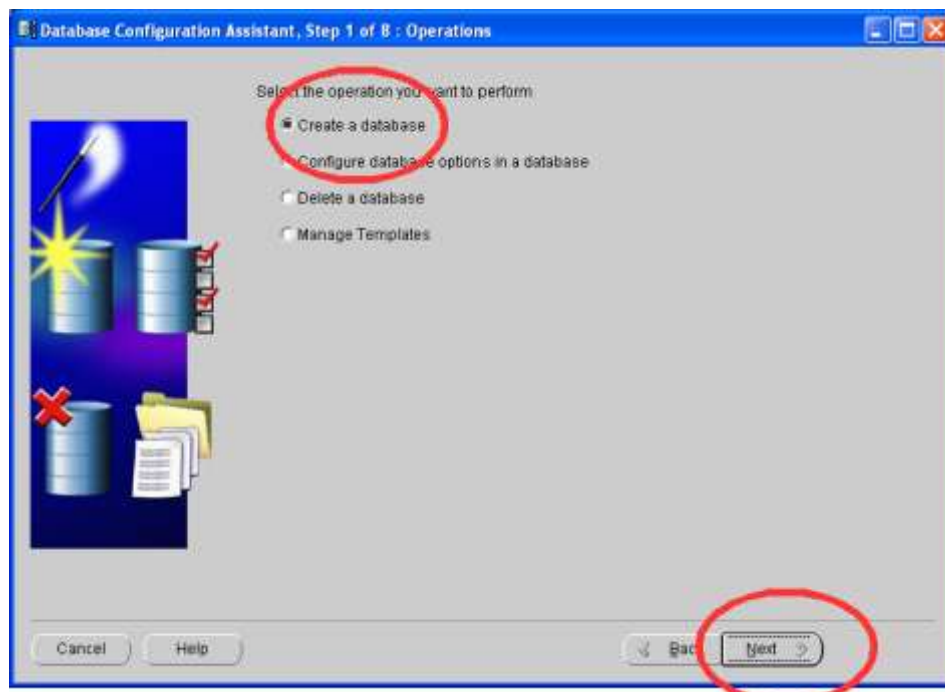 Database Configuration Assistant, Step 1 of 8 : Operations
Select the operation you want to perform
Create a database
Configure database options in a database
Delete a database
Manage Templates
Cancel
Help
Back
Next